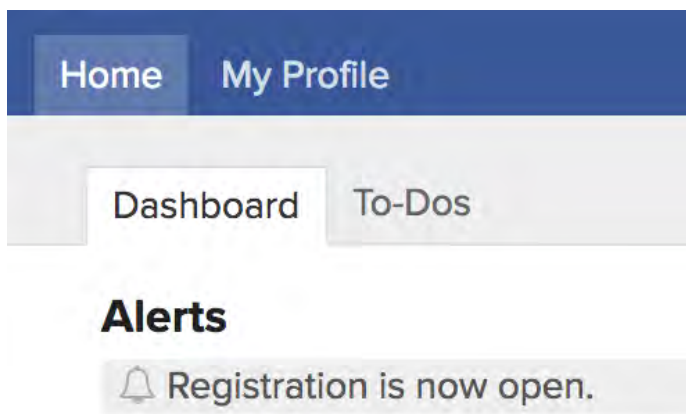 Home My Profile
Dashboard To-Dos
Alerts
Registration is now open.